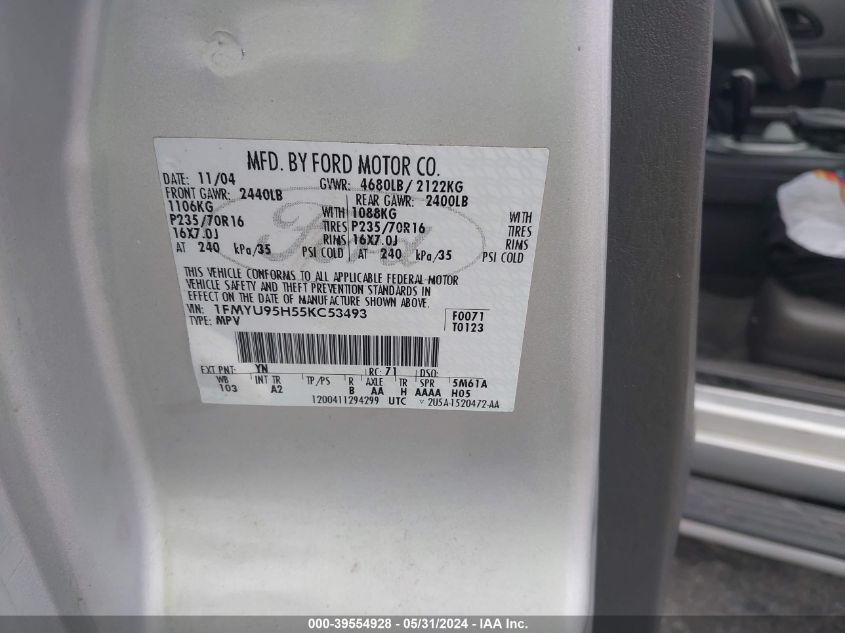 MFD. BY FORD MOTOR CO.
DATE: 11/04 GVWR: 4680LB/ 2122KG
FRONT GAWR: 2440LB REAR GAWR: 2400LB
1106KG WITH 1088KG WITH
P235/70R16 TIRES P235/70R16 TIRES
16X7.0J RIMS 16X7.0J RIMS
AT 240 kPa/35 PSI COLD AT 240 kPa/35 PSI COLD
Ford
THIS VEHICLE CONFORMS TO ALL APPLICABLE FEDERAL MOTOR
VEHICLE SAFETY AND THEFT PREVENTION STANDARDS IN
EFFECT ON THE DATE OF MANUFACTURE SHOWN ABOVE.
VIN: 1FMYU95H55KC53493 F0071
TYPE: MPV T0123
EXT PNT: YN RC: 71 DSO:
WB INT TR TP/PS R AXLE TR SPR 5M61A
103 A2 B AA H AAAA H05
1200411294299 UTC v 2U5A-1520472-AA
000-39554928 - 05/31/2024 - IAA Inc.